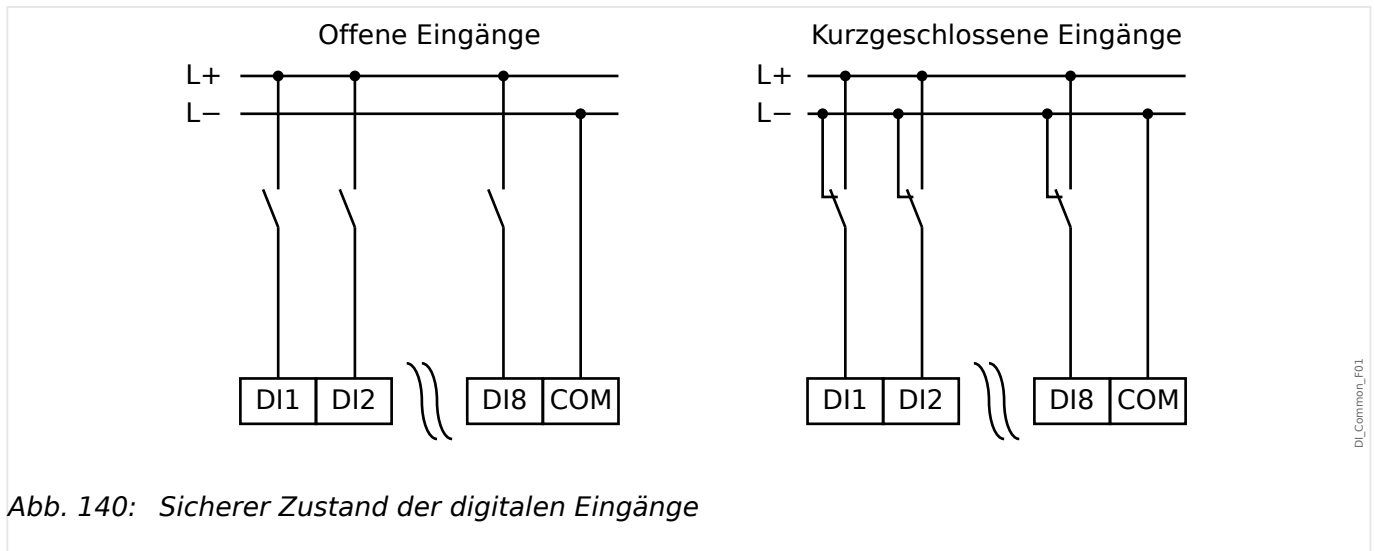 Offene Eingänge
L+
L−
DI1 DI2 DI8 COM
Kurzgeschlossene Eingänge
L+
L−
DI1 DI2 DI8 COM
DI_Common_F01
Abb. 140: Sicherer Zustand der digitalen Eingänge